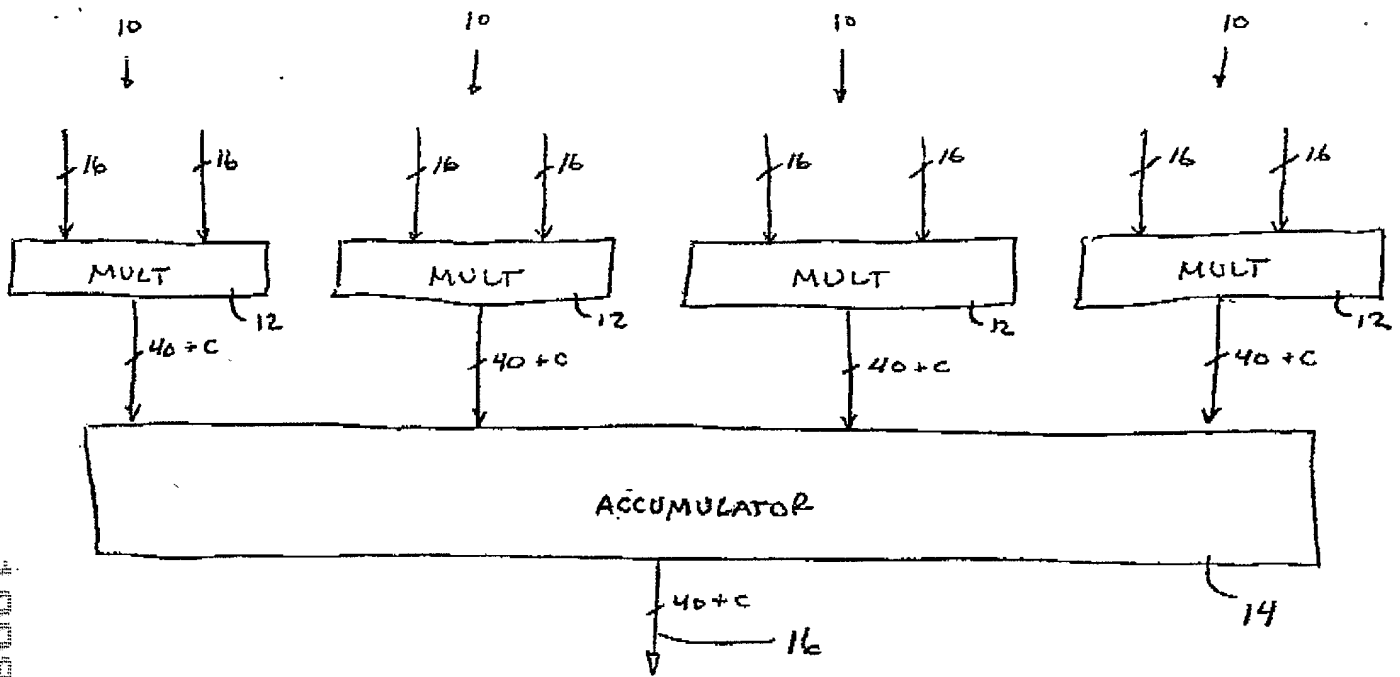 10 10 10 10
16 16 16 16 16 16 16 16
MULT MULT MULT MULT
12 12 12 12
40 + C 40 + C 40 + C 40 + C
ACCUMULATOR
40 + C
14
16